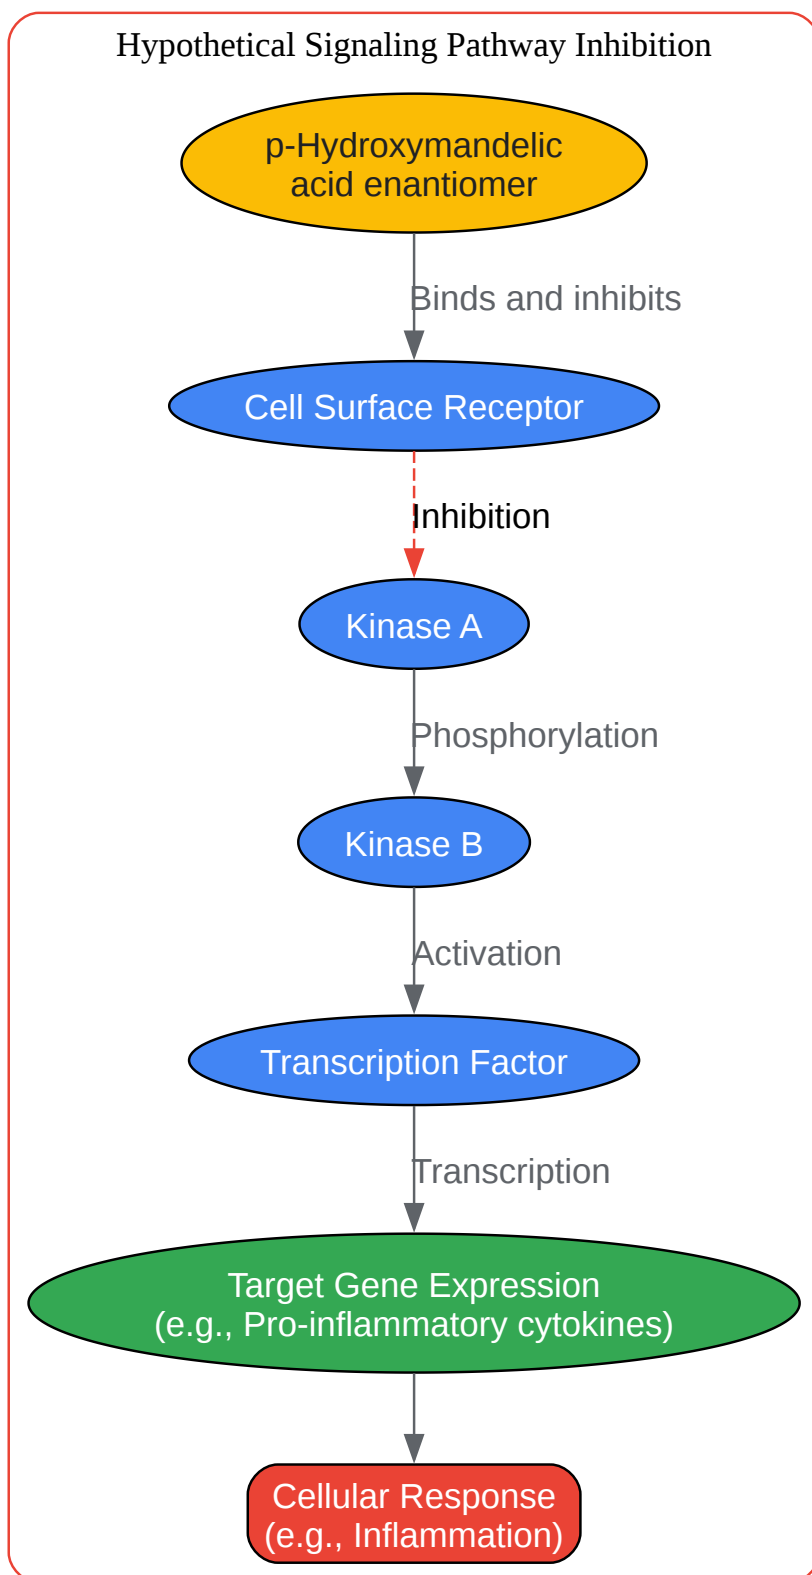 Hypothetical Signaling Pathway Inhibition
p-Hydroxymandelic
acid enantiomer
Binds and inhibits
Cell Surface Receptor
Inhibition
Kinase A
Phosphorylation
Kinase B
Activation
Transcription Factor
Transcription
Target Gene Expression
(e.g., Pro-inflammatory cytokines)
Cellular Response
(e.g., Inflammation)